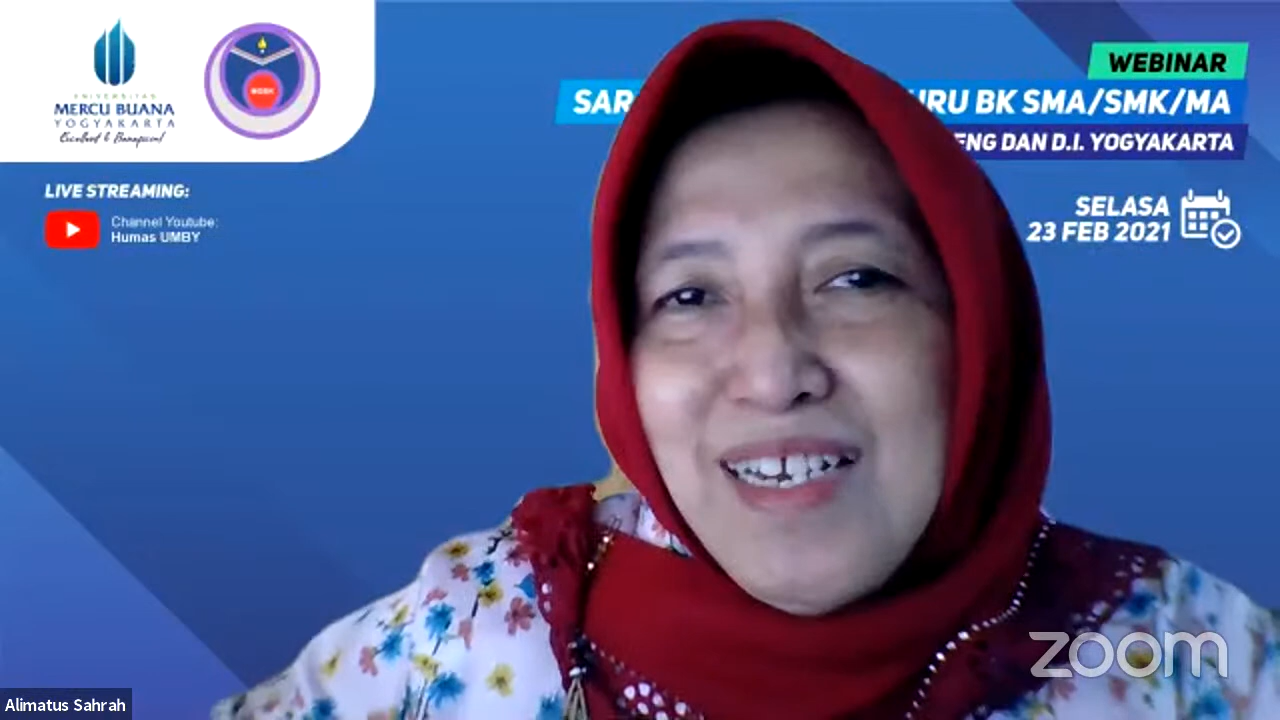 UNIVERSITAS
MERCU BUANA
YOGYAKARTA
Excellent & Humanpreneur
LIVE STREAMING:
Channel Youtube:
Humas UMBY
WEBINAR
SAR URU BK SMA/SMK/MA
ENG DAN D.I. YOGYAKARTA
SELASA
23 FEB 2021
zoom
Alimatus Sahrah